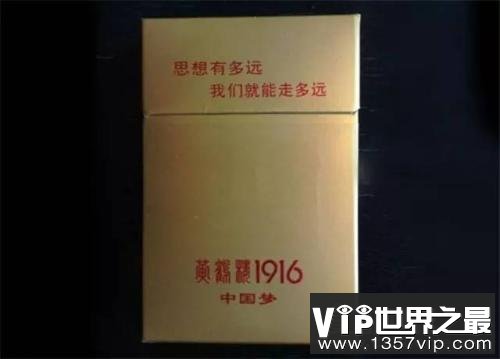 思想有多远
我们就能走多远
黄鹤楼1916
中国梦
VIP世界之最
www.1357vip.com